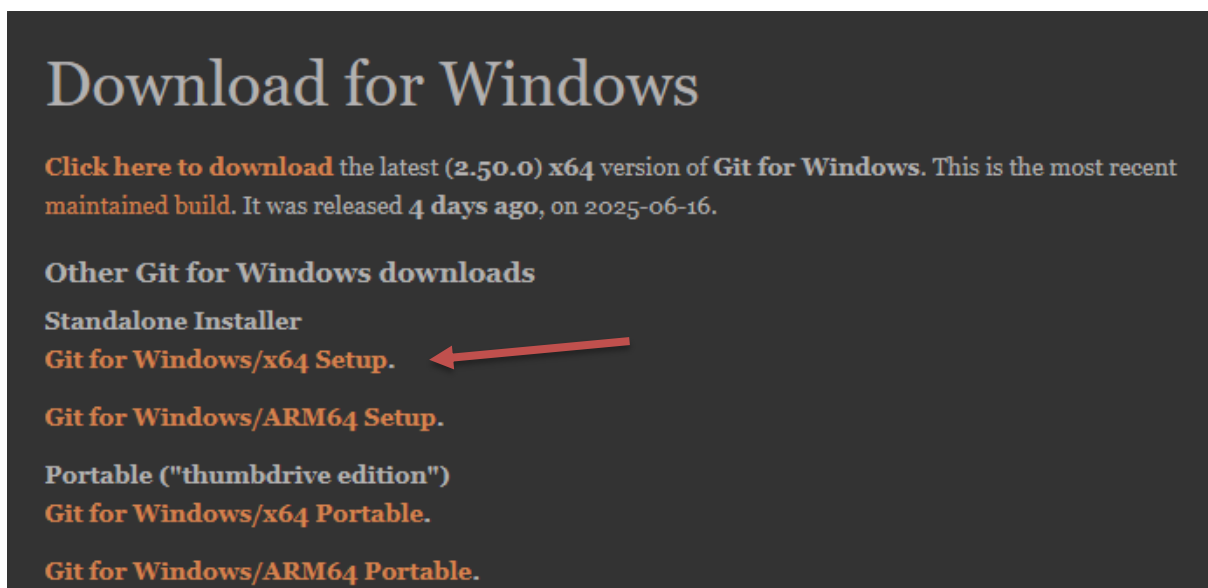 Download for Windows
Click here to download the latest (2.50.0) x64 version of Git for Windows. This is the most recent
maintained build. It was released 4 days ago, on 2025-06-16.
Other Git for Windows downloads
Standalone Installer
Git for Windows/x64 Setup.
Git for Windows/ARM64 Setup.
Portable ("thumbdrive edition")
Git for Windows/x64 Portable.
Git for Windows/ARM64 Portable.